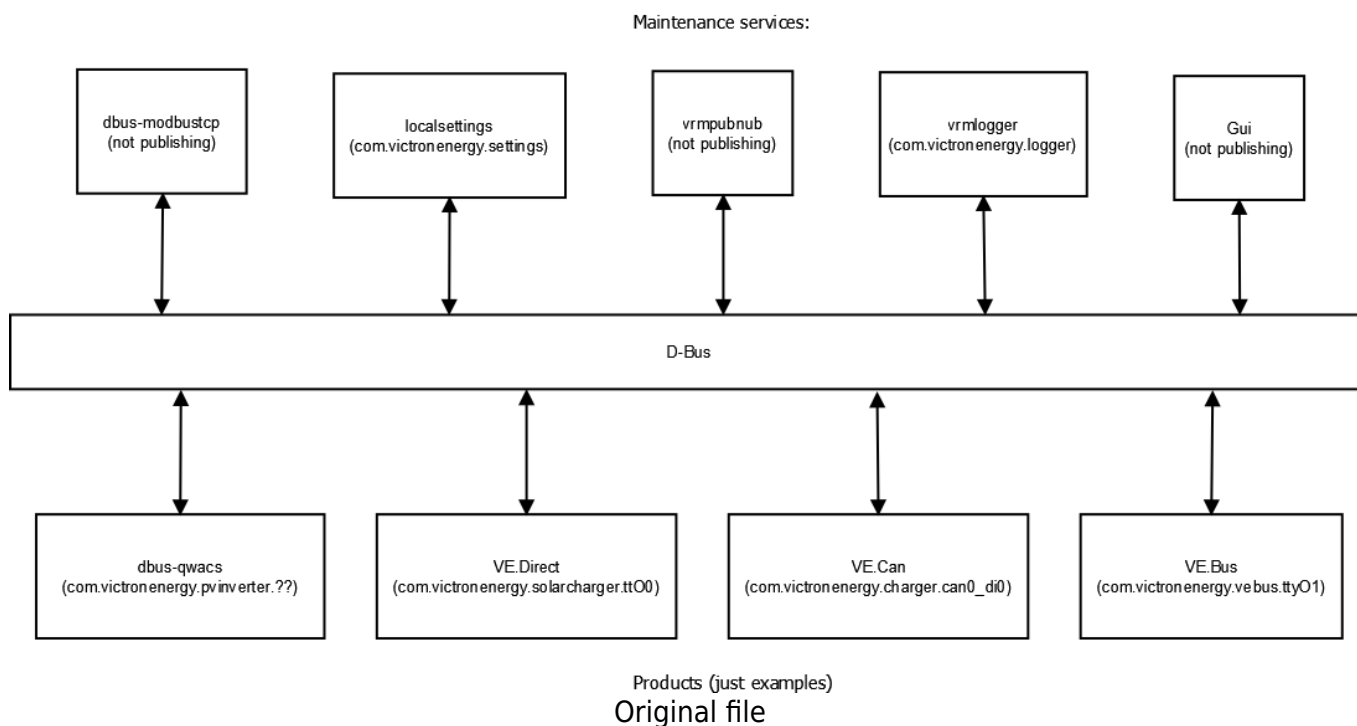 Maintenance services:
dbus-modbustcp
(not publishing)
localsettings
(com.victronenergy.settings)
vrmpubnub
(not publishing)
vrmlogger
(com.victronenergy.logger)
Gui
(not publishing)
D-Bus
dbus-qwacs
(com.victronenergy.pvinverter.??)
VE.Direct
(com.victronenergy.solarcharger.ttO0)
VE.Can
(com.victronenergy.charger.can0_di0)
VE.Bus
(com.victronenergy.vebus.ttyO1)
Products (just examples)
Original file